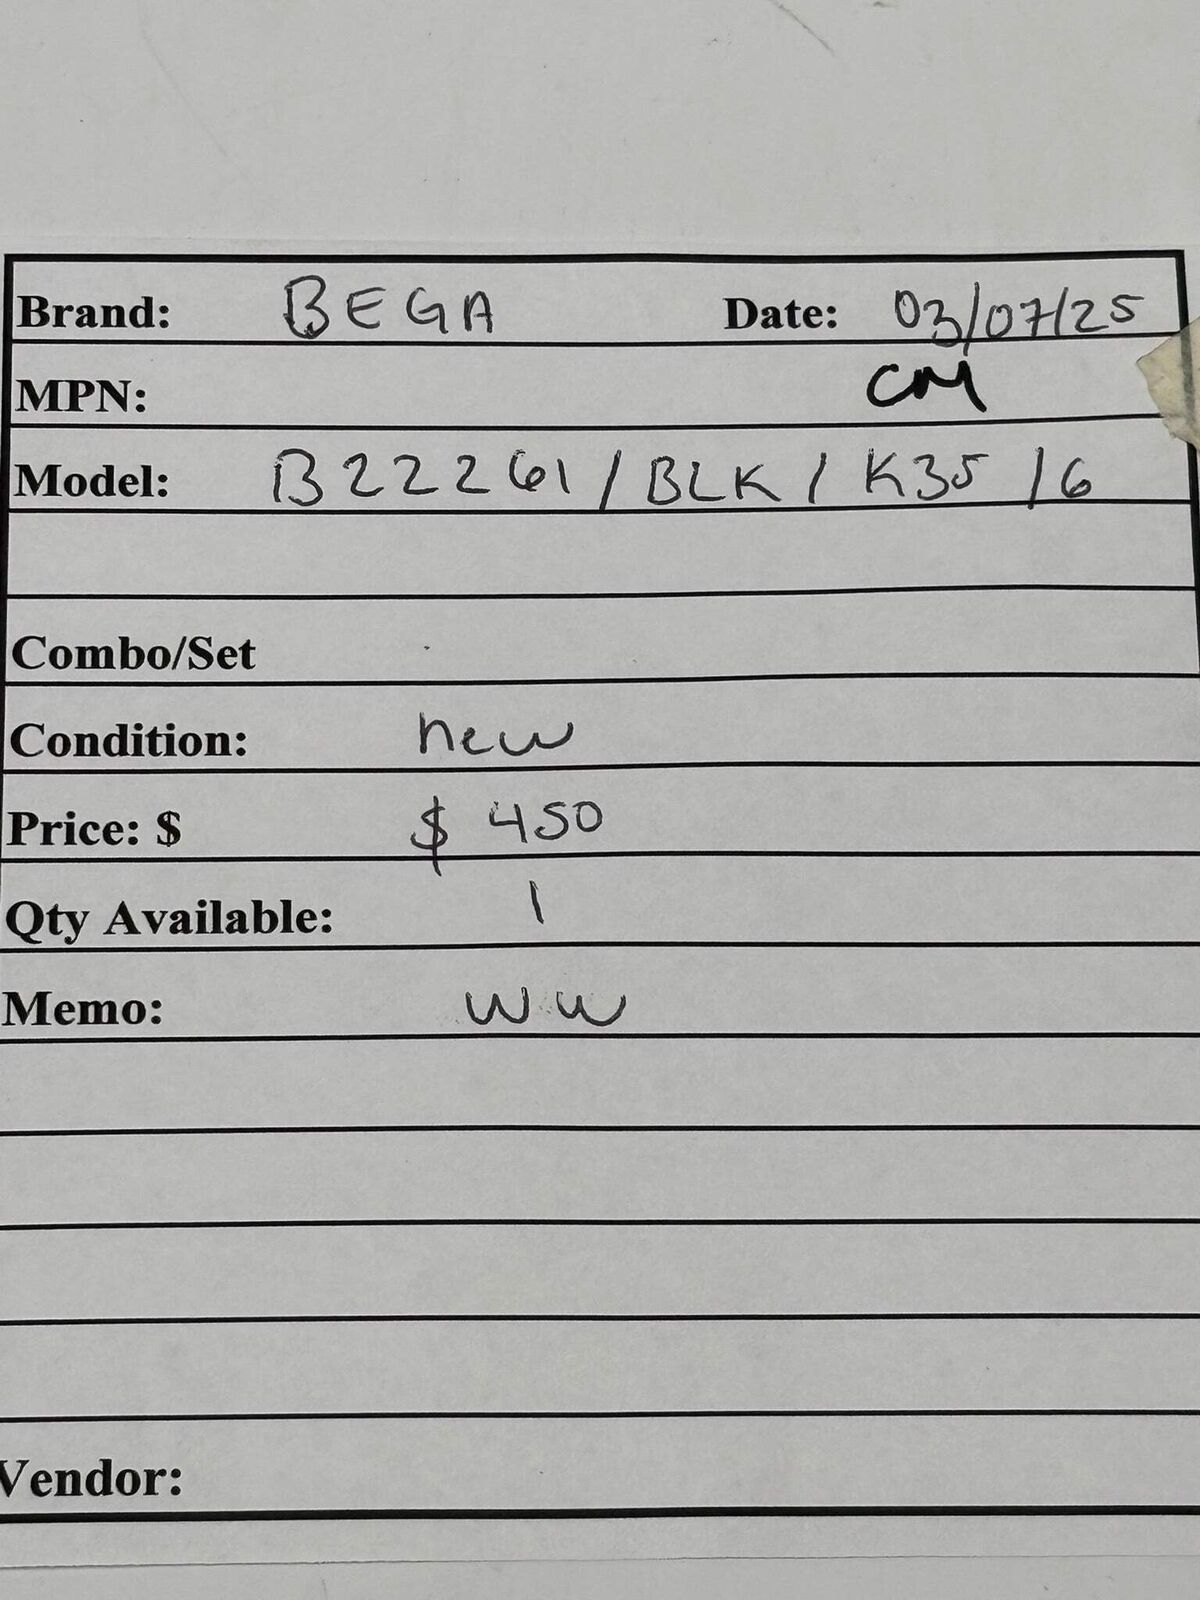 Brand: BEGA Date: 03/07/25
MPN: CM
Model: B22261/BLK/K35/6
Combo/Set
Condition: new
Price: $ $450
Qty Available: 1
Memo: WW
Vendor: